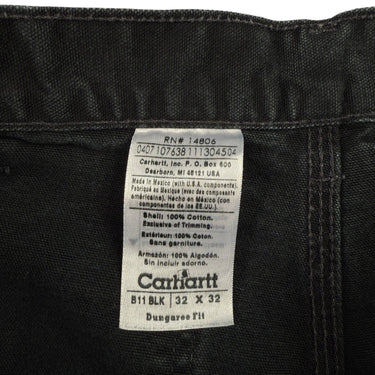 RN# 14806
0407107638111304504
Carhartt, Inc. P.O. Box 600
Dearborn, MI 48121 USA
Made in Mexico (with U.S.A. components).
Fabriqué au Mexique (avec des composants
américains). Hecho en México (con
componentes de los EE.UU.).
Shell: 100% Cotton.
Exclusive of Trimming.
Extérieur: 100% Coton.
Sans garniture.
Armazón: 100% Algodón.
Sin incluir adorno.
Carhartt
B11 BLK 32 X 32
Dungaree Fit